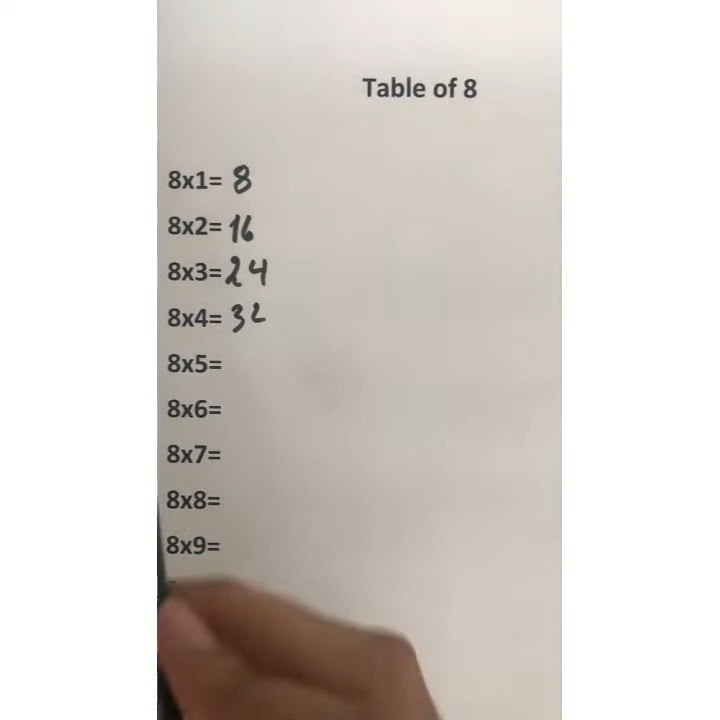 Table of 8
8x1= 8
8x2= 16
8x3= 24
8x4= 32
8x5=
8x6=
8x7=
8x8=
8x9=